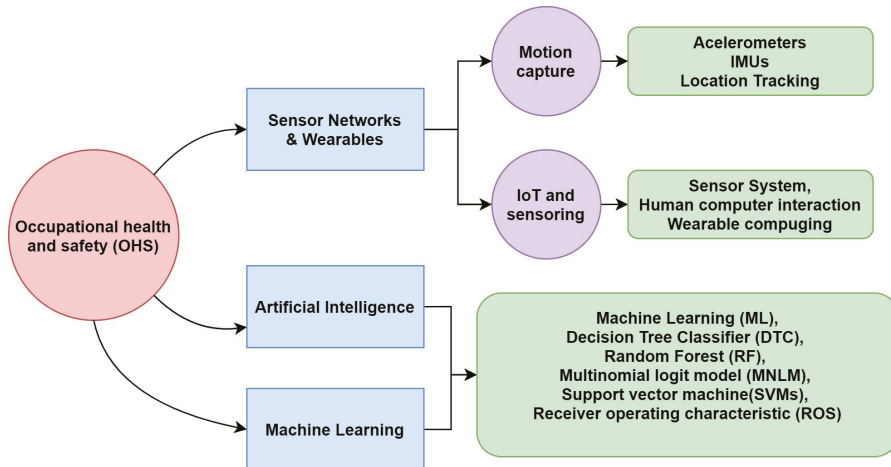 Motion
capture
Acelerometers
IMUs
Location Tracking
Sensor Networks
& Wearables
IoT and
sensoring
Sensor System,
Human computer interaction
Wearable compuging
Occupational health
and safety (OHS)
Artificial Intelligence
Machine Learning (ML),
Decision Tree Classifier (DTC),
Random Forest (RF),
Multinomial logit model (MNLM),
Support vector machine(SVMs),
Receiver operating characteristic (ROS)
Machine Learning